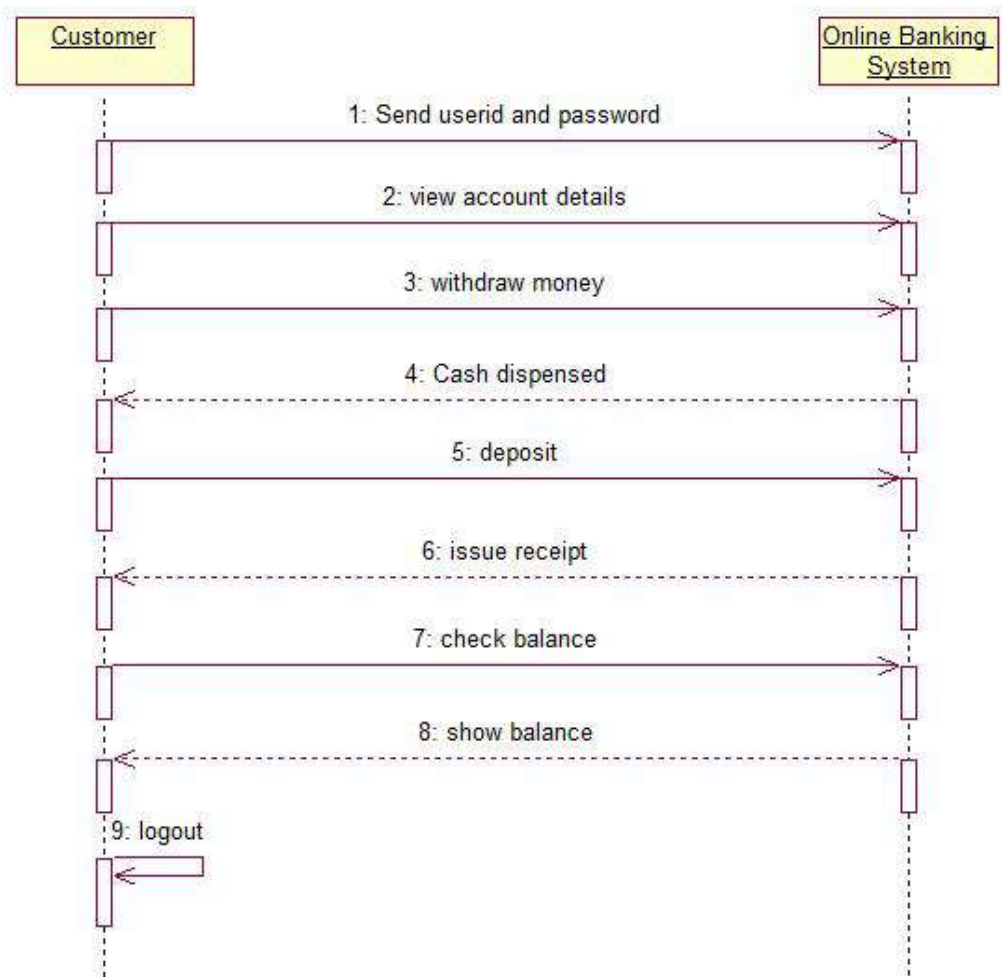 Customer
Online Banking
System
1: Send userid and password
2: view account details
3: withdraw money
4: Cash dispensed
5: deposit
6: issue receipt
7: check balance
8: show balance
9: logout